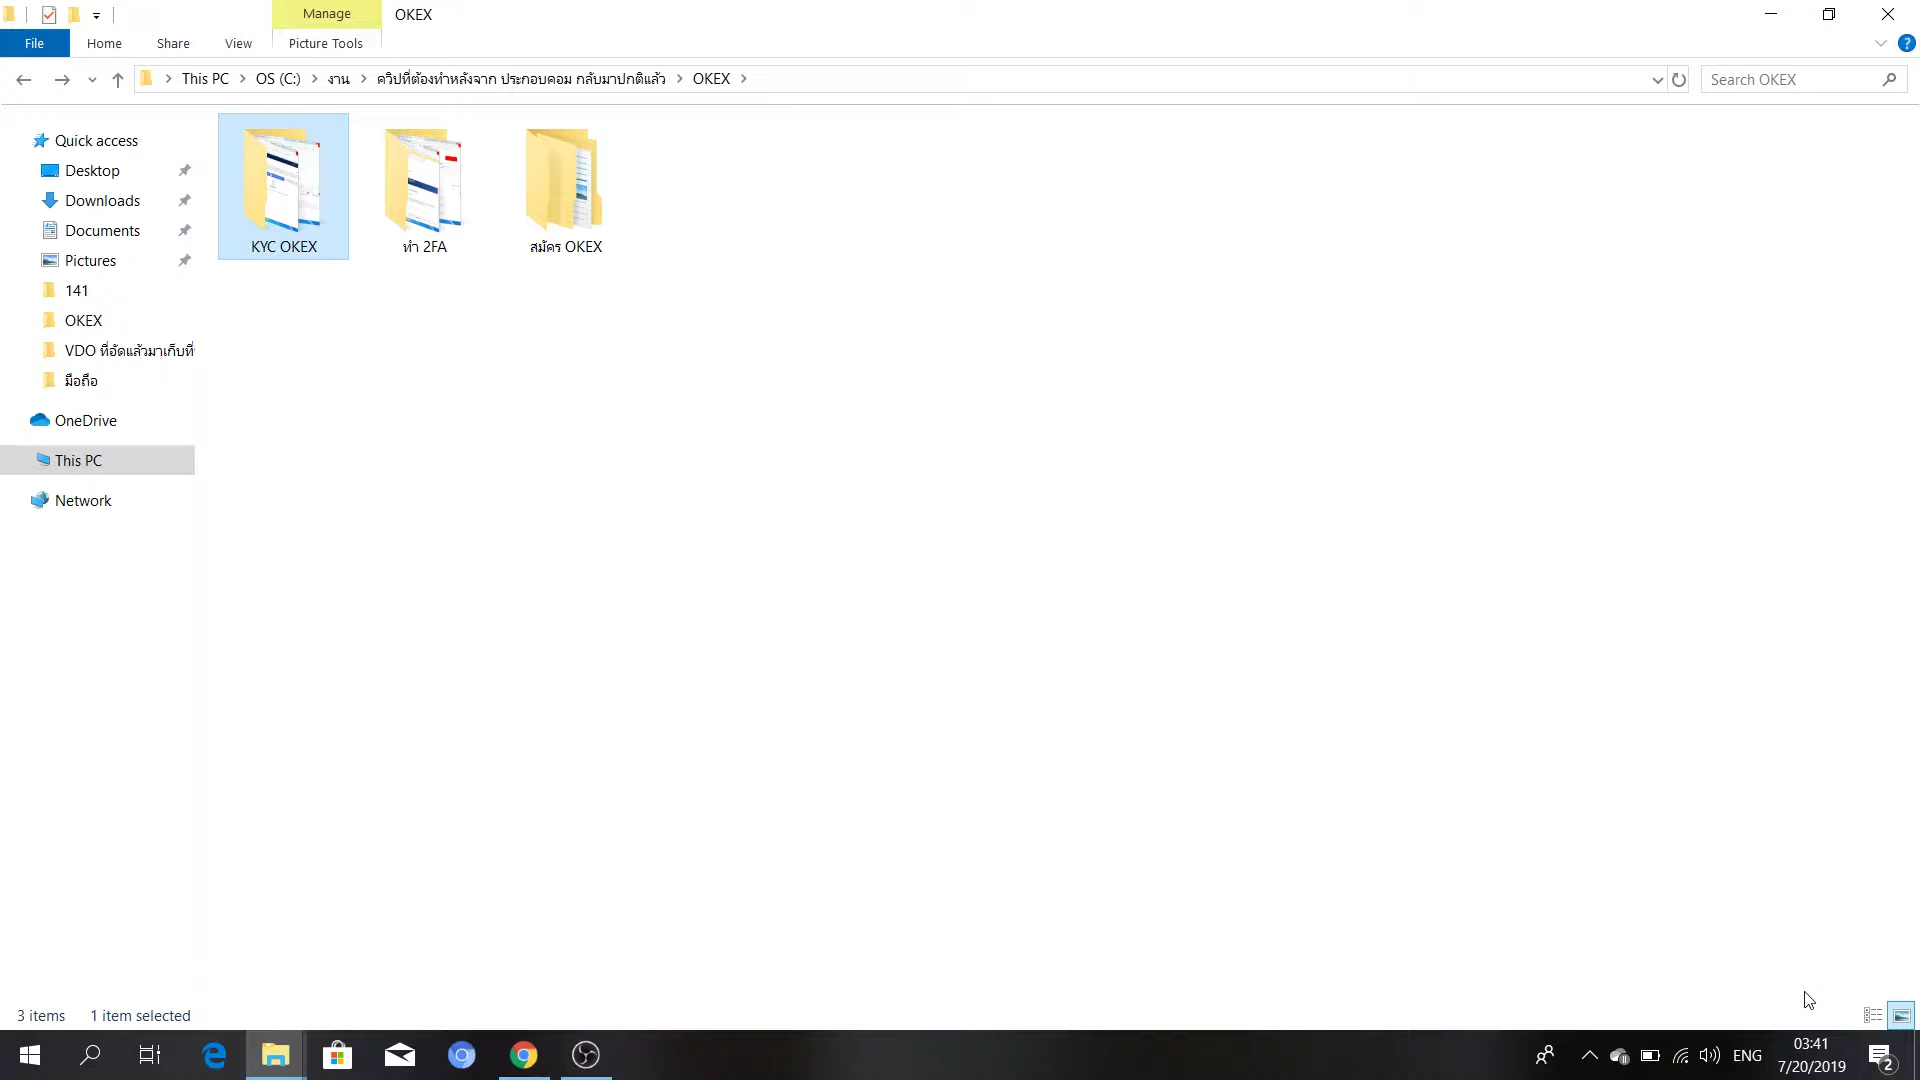 Manage
OKEX
File
Home
Share
View
Picture Tools
This PC
OS (C:)
งาน
ควิปที่ต้องทำหลังจาก ประกอบคอม กลับมาปกติแล้ว
OKEX
Search OKEX
Quick access
Desktop
Downloads
Documents
Pictures
141
OKEX
VDO ที่อัดแล้วมาเก็บที่
มือถือ
OneDrive
This PC
Network
KYC OKEX
ทำ 2FA
สมัคร OKEX
3 items
1 item selected
ENG
03:41
7/20/2019
2